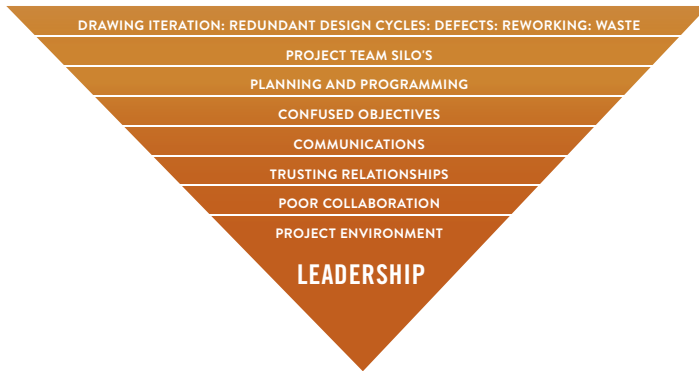 DRAWING ITERATION: REDUNDANT DESIGN CYCLES: DEFECTS: REWORKING: WASTE
PROJECT TEAM SILO'S
PLANNING AND PROGRAMMING
CONFUSED OBJECTIVES
COMMUNICATIONS
TRUSTING RELATIONSHIPS
POOR COLLABORATION
PROJECT ENVIRONMENT
LEADERSHIP